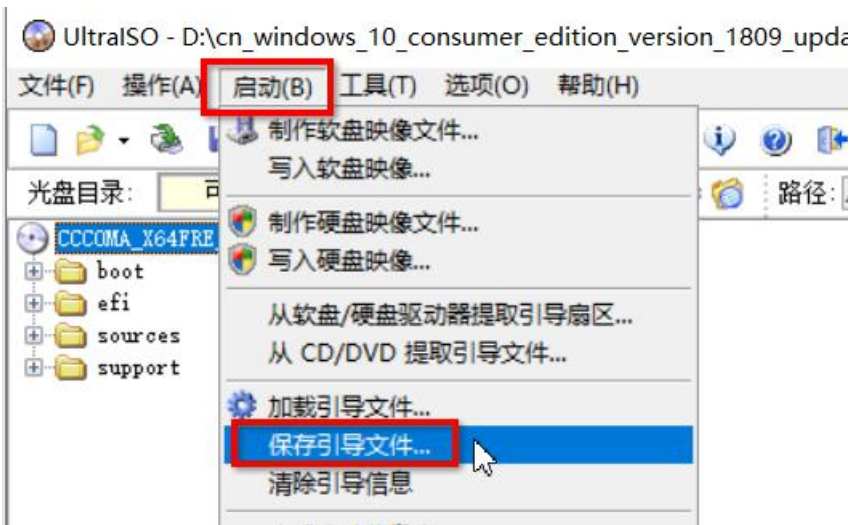 UltraISO - D:\cn_windows_10_consumer_edition_version_1809_upda
文件(F) 操作(A) 启动(B) 工具(T) 选项(O) 帮助(H)
制作软盘映像文件...
写入软盘映像...
光盘目录: 可
路径:
制作硬盘映像文件...
写入硬盘映像...
CCCOMA_X64FRE_
boot
efi
sources
support
从软盘/硬盘驱动器提取引导扇区...
从 CD/DVD 提取引导文件...
加载引导文件...
保存引导文件...
清除引导信息